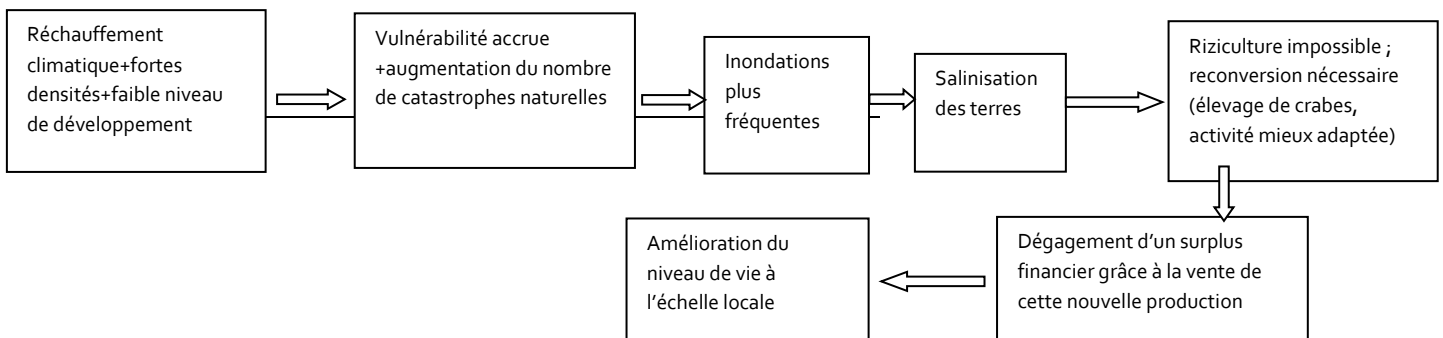 Réchauffement
climatique+fortes
densités+faible niveau
de développement
Vulnérabilité accrue
+augmentation du nombre
de catastrophes naturelles
Inondations
plus
fréquentes
Salinisation
des terres
Riziculture impossible ;
reconversion nécessaire
(élevage de crabes,
activité mieux adaptée)
Dégagement d’un surplus
financier grâce à la vente de
cette nouvelle production
Amélioration du
niveau de vie à
l’échelle locale